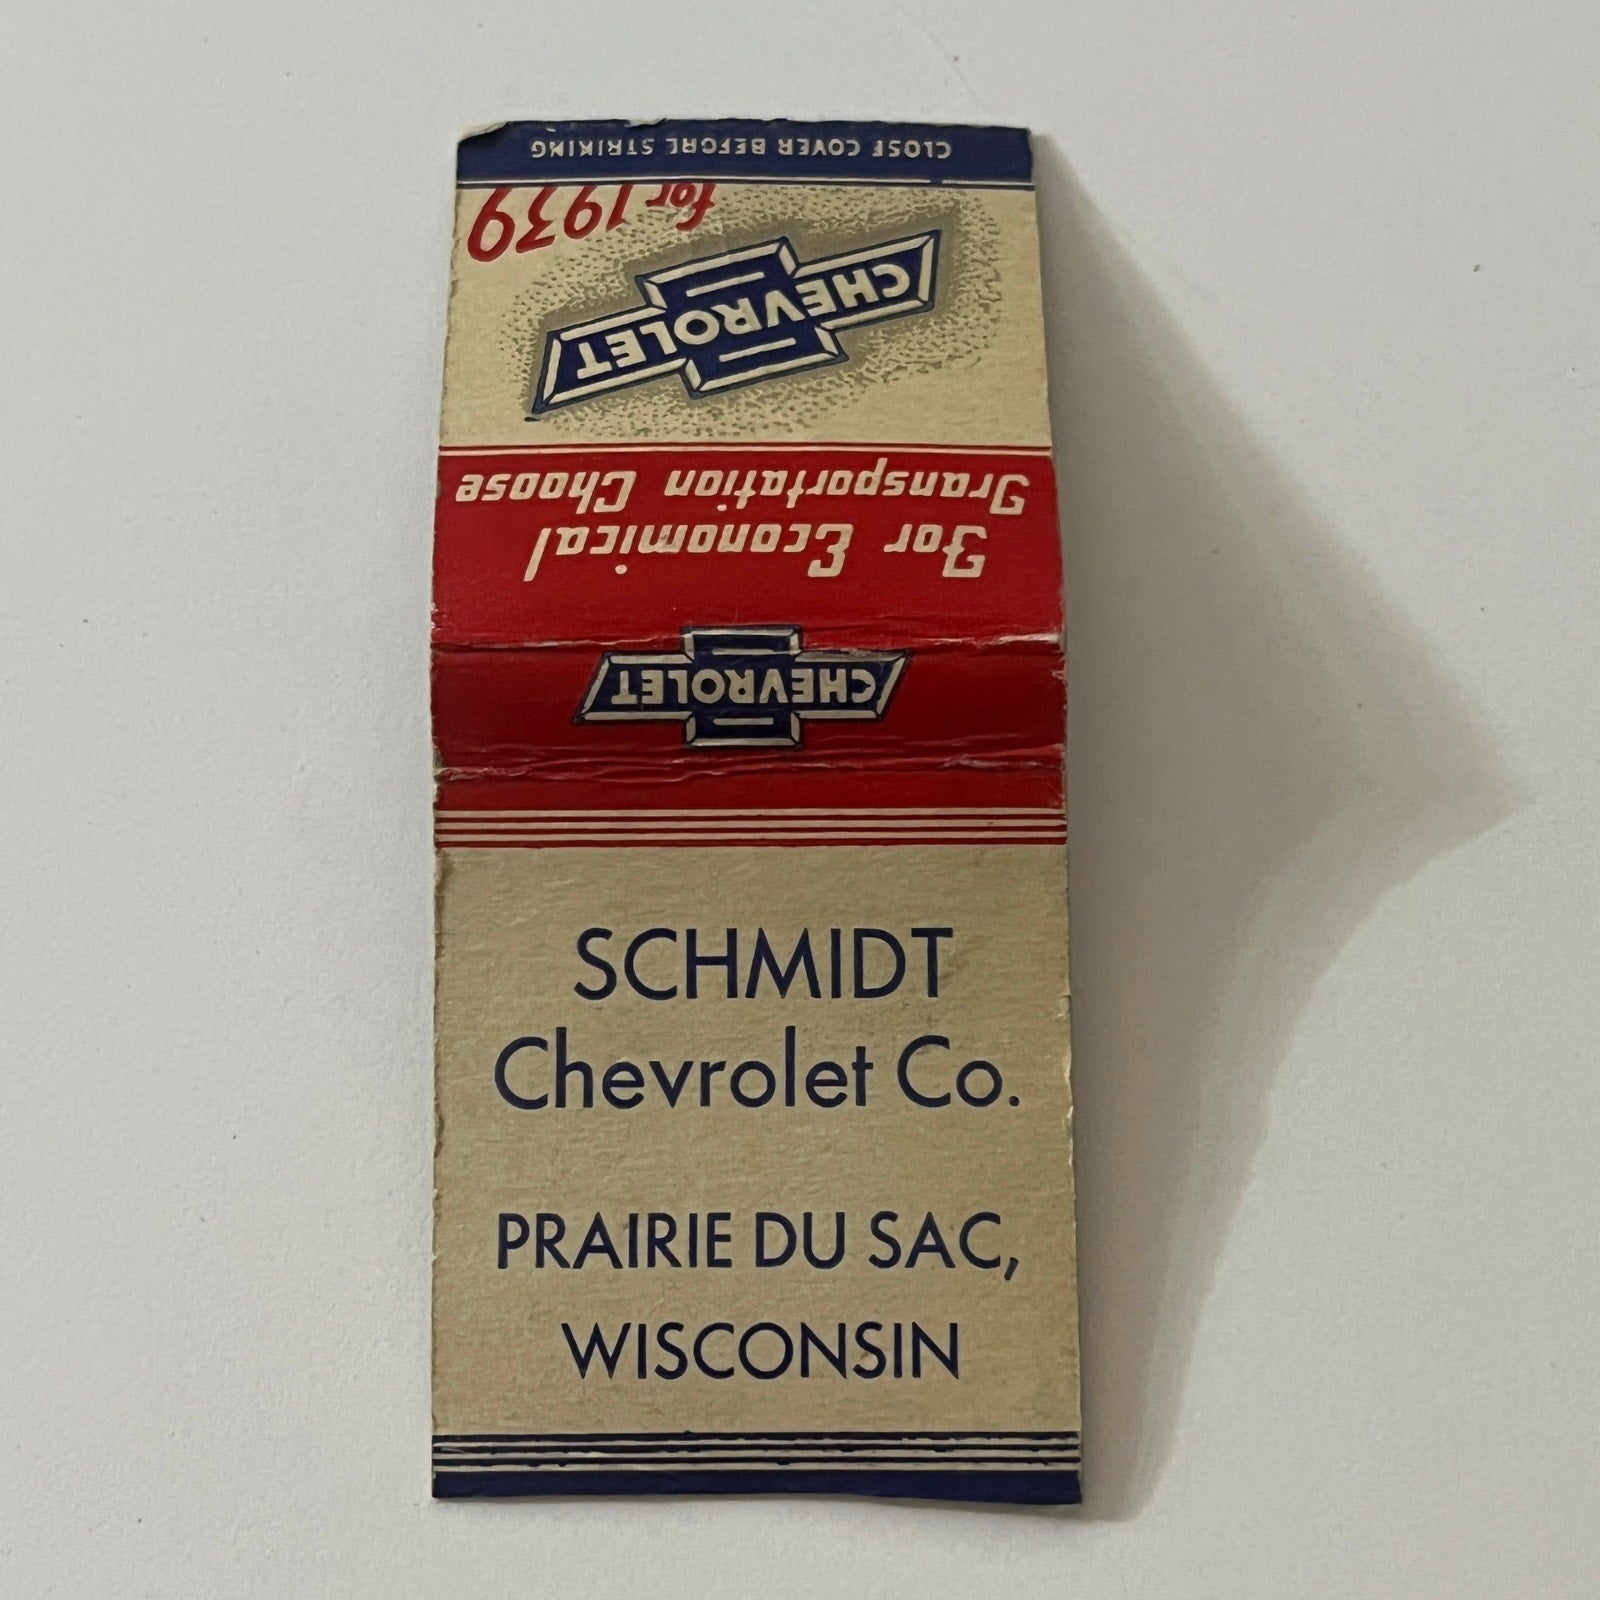 CLOSE COVER BEFORE STRIKING
for 1939
CHEVROLET
For Economical
Transportation Choose
CHEVROLET
SCHMIDT
Chevrolet Co.
PRAIRIE DU SAC,
WISCONSIN